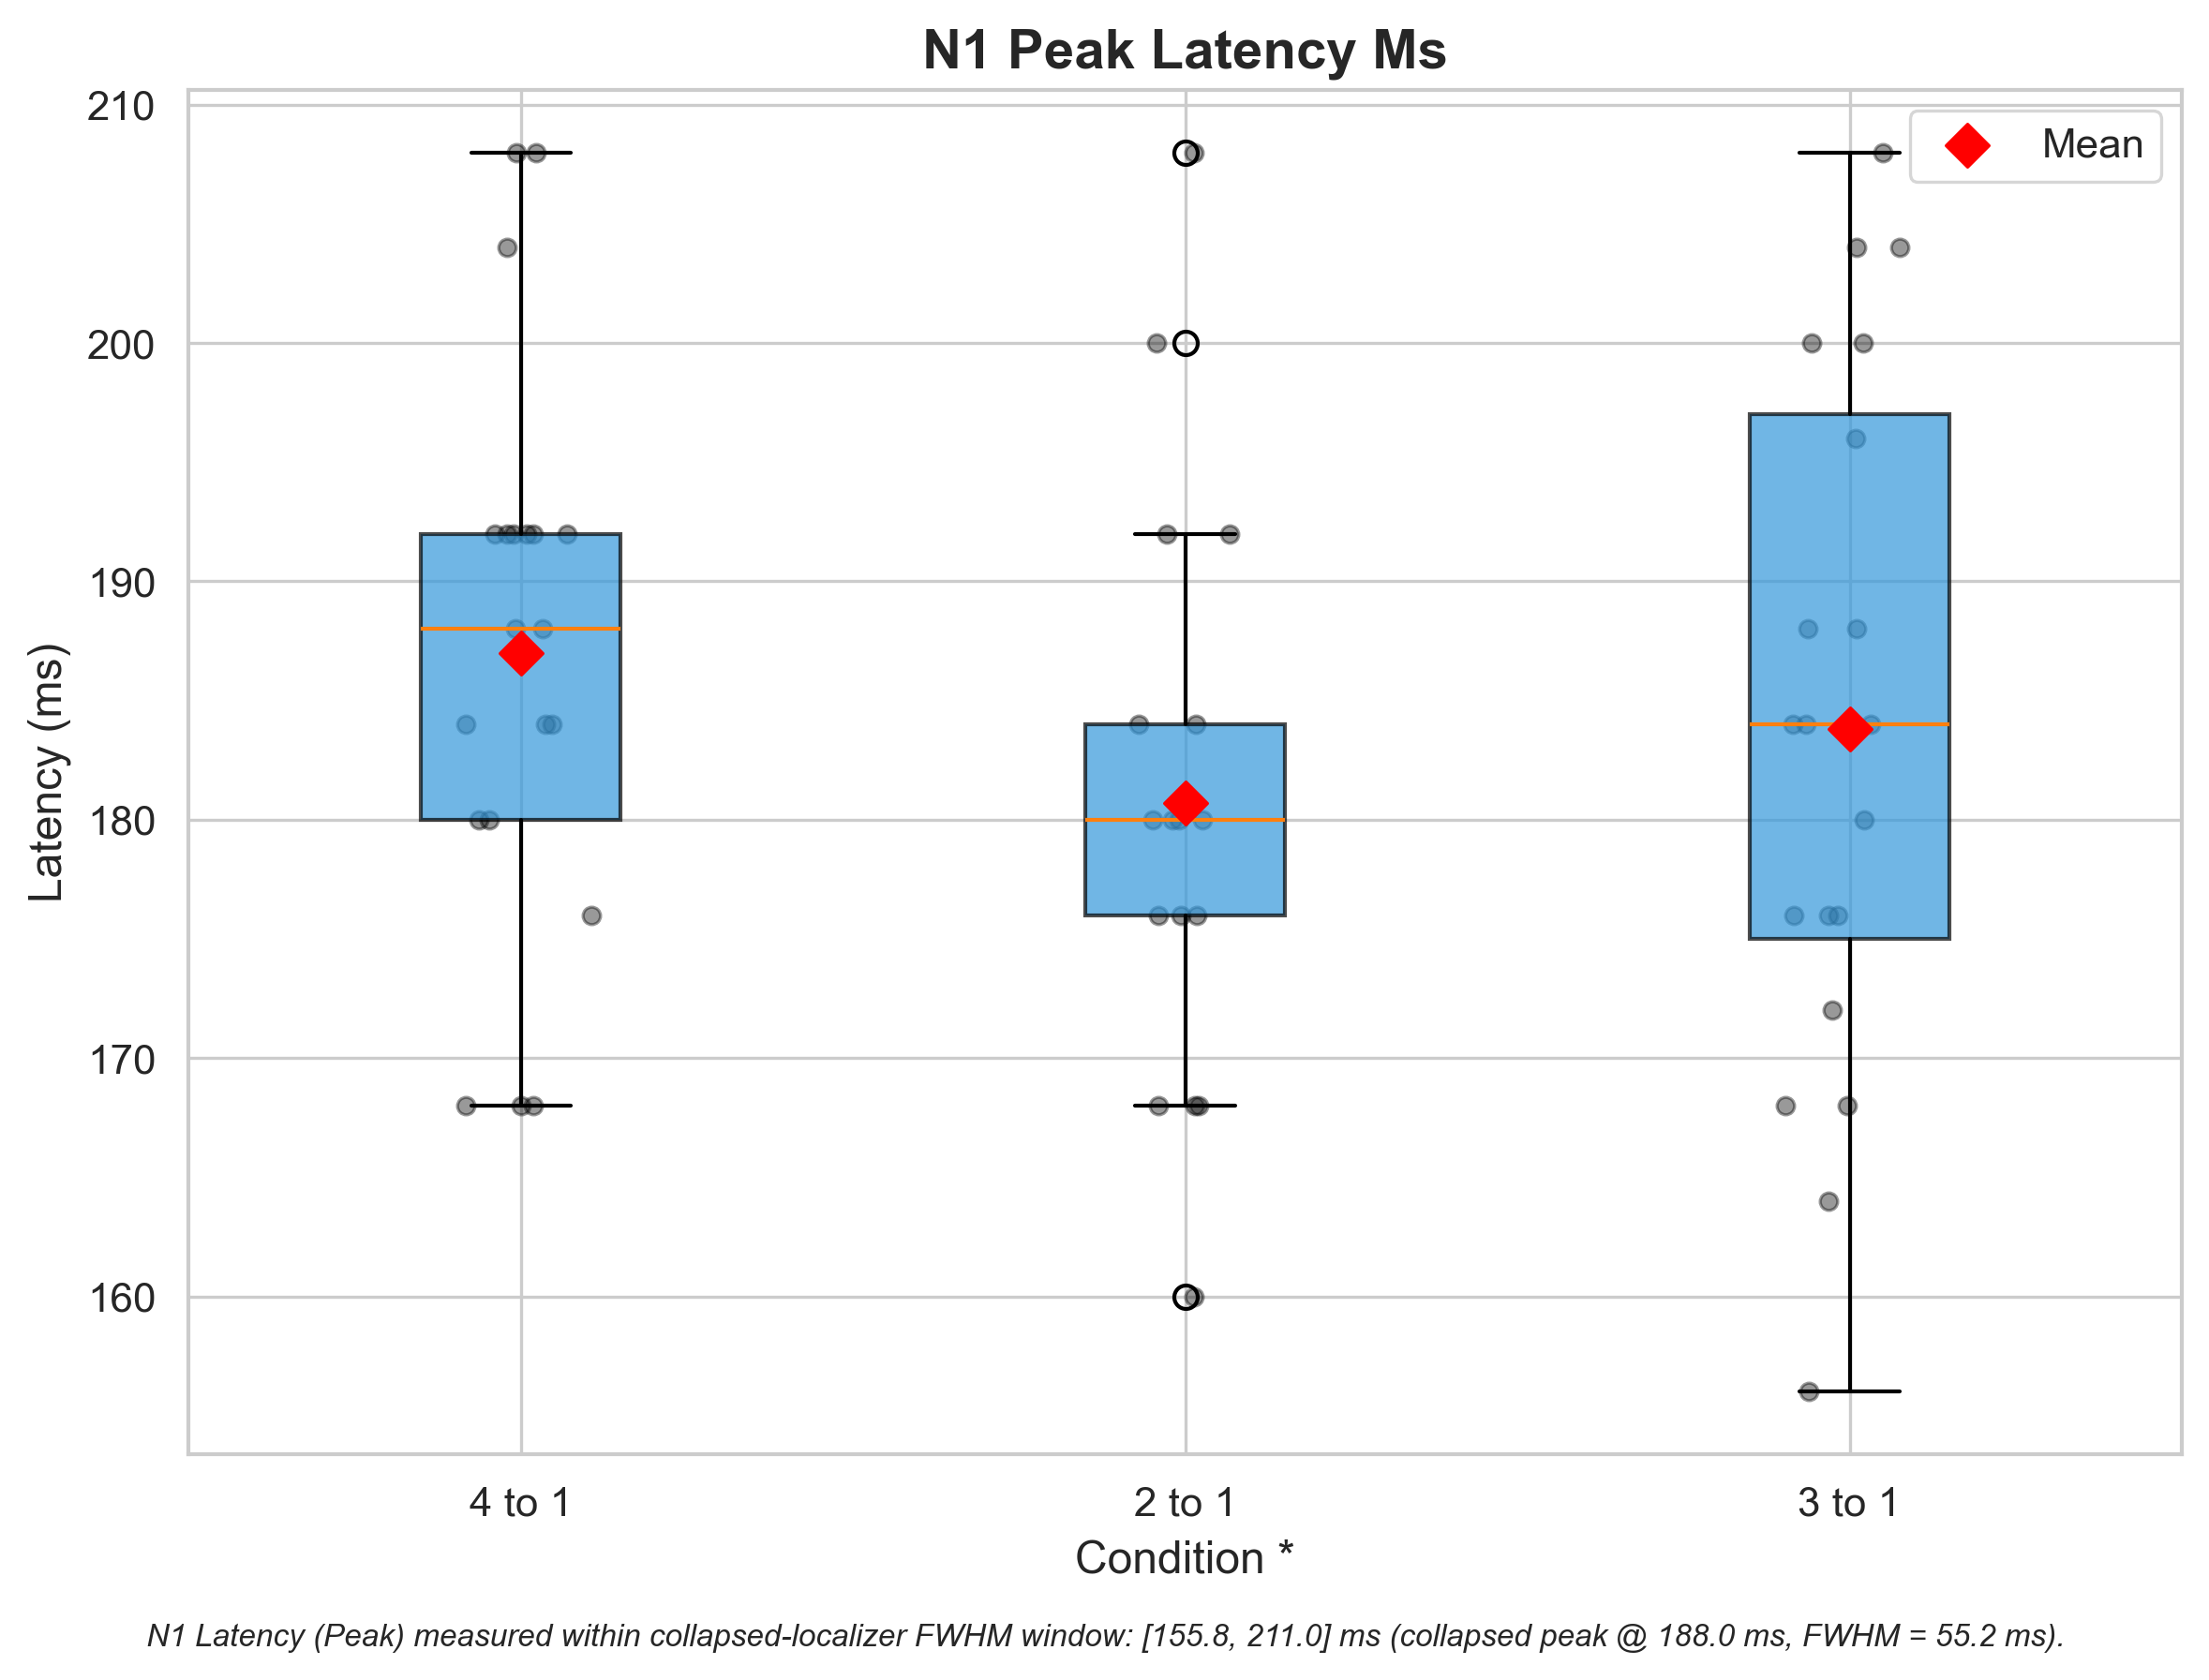 N1 Peak Latency Ms
210
200
190
180
170
160
Latency (ms)
Mean
4 to 1
2 to 1
3 to 1
Condition *
N1 Latency (Peak) measured within collapsed-localizer FWHM window: [155.8, 211.0] ms (collapsed peak @ 188.0 ms, FWHM = 55.2 ms).